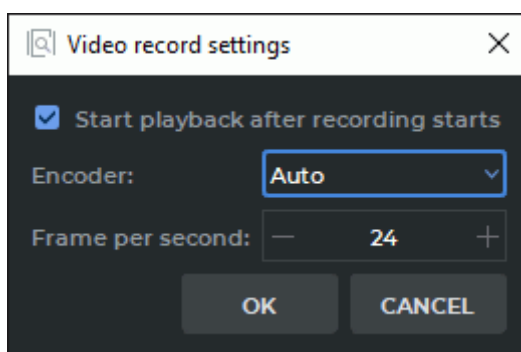 Video record settings
Start playback after recording starts
Encoder: Auto
Frame per second: 24
OK CANCEL